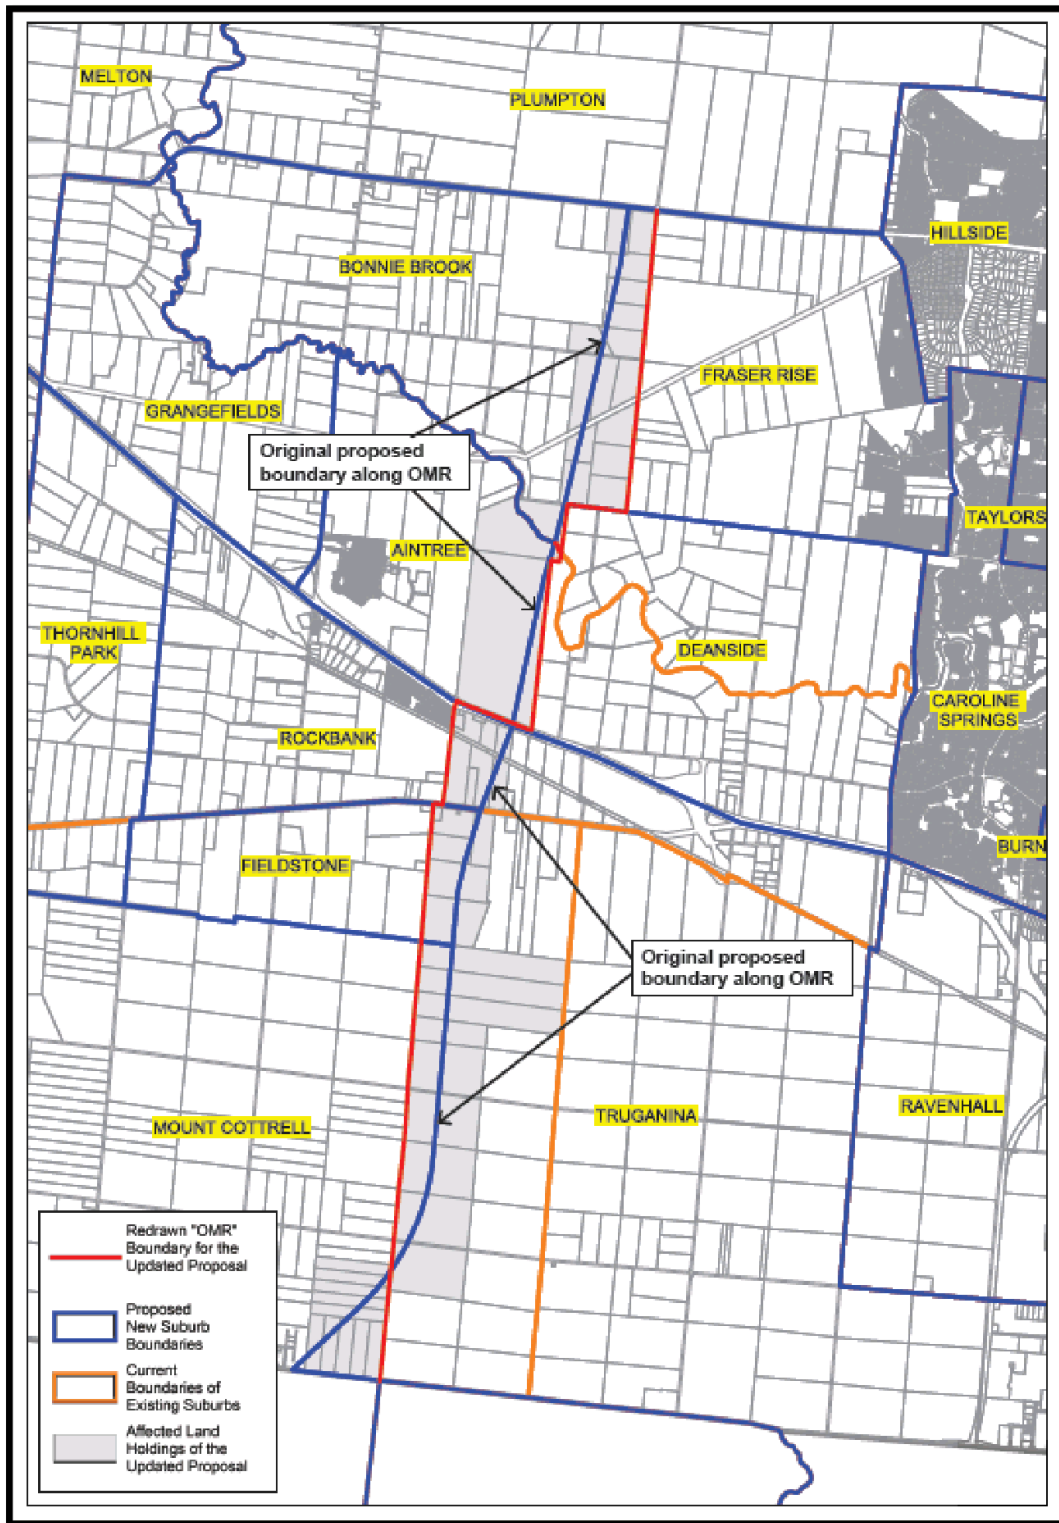 MELTON
PLUMPTON
HILLSIDE
BONNIE BROOK
FRASER RISE
GRANGEFIELDS
Original proposed
boundary along OMR
TAYLORS
AINTREE
THORNHILL
PARK
DEANSIDE
CAROLINE
SPRINGS
ROCKBANK
BURN
FIELDSTONE
Original proposed
boundary along OMR
RAVENHALL
TRUGANINA
MOUNT COTTRELL
Redrawn "OMR"
Boundary for the
Updated Proposal
Proposed
New Suburb
Boundaries
Current
Boundaries of
Existing Suburbs
Affected Land
Holdings of the
Updated Proposal